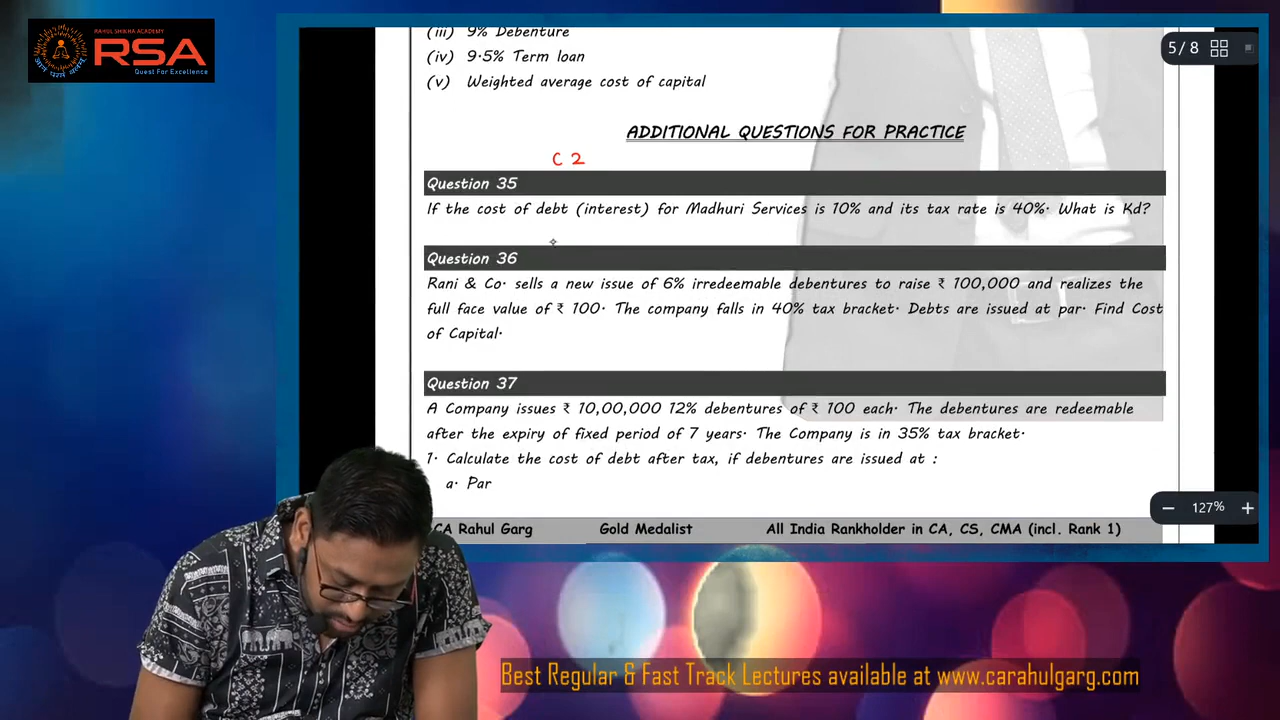 RAHUL SHIKHA ACADEMY
RSA
Quest For Excellence
5 / 8
(iii) 9% Debenture
(iv) 9·5% Term loan
(v) Weighted average cost of capital
ADDITIONAL QUESTIONS FOR PRACTICE
C 2
Question 35
If the cost of debt (interest) for Madhuri Services is 10% and its tax rate is 40%· What is Kd?
Question 36
Rani & Co· sells a new issue of 6% irredeemable debentures to raise ₹ 100,000 and realizes the
full face value of ₹ 100· The company falls in 40% tax bracket· Debts are issued at par· Find Cost
of Capital·
Question 37
A Company issues ₹ 10,00,000 12% debentures of ₹ 100 each· The debentures are redeemable
after the expiry of fixed period of 7 years· The Company is in 35% tax bracket·
1· Calculate the cost of debt after tax, if debentures are issued at :
a· Par
127%
CA Rahul Garg Gold Medalist All India Rankholder in CA, CS, CMA (incl. Rank 1)
Best Regular & Fast Track Lectures available at www.carahulgarg.com